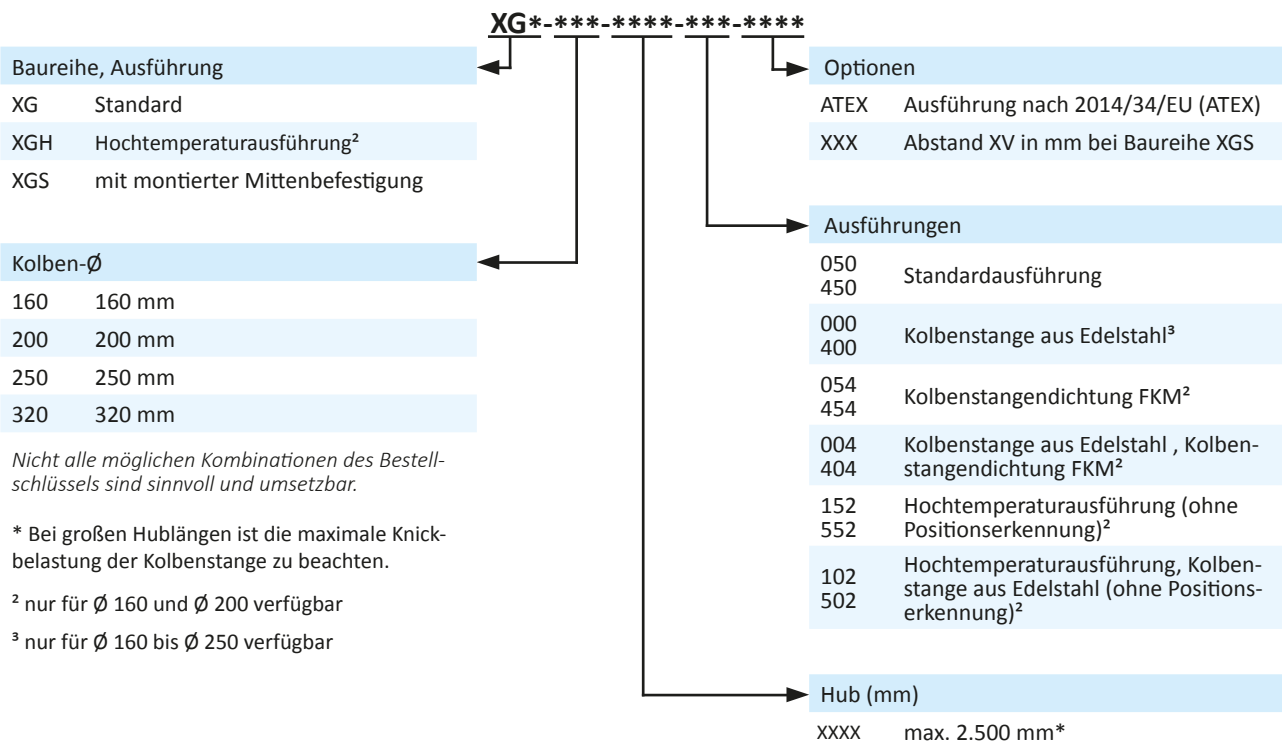 XG*-***-****-***-****
Baureihe, Ausführung
XG Standard
XGH Hochtemperaturausführung²
XGS mit montierter Mittenbefestigung
Kolben-Ø
160 160 mm
200 200 mm
250 250 mm
320 320 mm
Nicht alle möglichen Kombinationen des Bestell-
schlüssels sind sinnvoll und umsetzbar.
* Bei großen Hublängen ist die maximale Knick-
belastung der Kolbenstange zu beachten.
² nur für Ø 160 und Ø 200 verfügbar
³ nur für Ø 160 bis Ø 250 verfügbar
Optionen
ATEX Ausführung nach 2014/34/EU (ATEX)
XXX Abstand XV in mm bei Baureihe XGS
Ausführungen
050
450
Standardausführung
000
400
Kolbenstange aus Edelstahl³
054
454
Kolbenstangendichtung FKM²
004
404
Kolbenstange aus Edelstahl , Kolben-
stangendichtung FKM²
152
552
Hochtemperaturausführung (ohne
Positionserkennung)²
102
502
Hochtemperaturausführung, Kolben-
stange aus Edelstahl (ohne Positions-
erkennung)²
Hub (mm)
XXXX max. 2.500 mm*